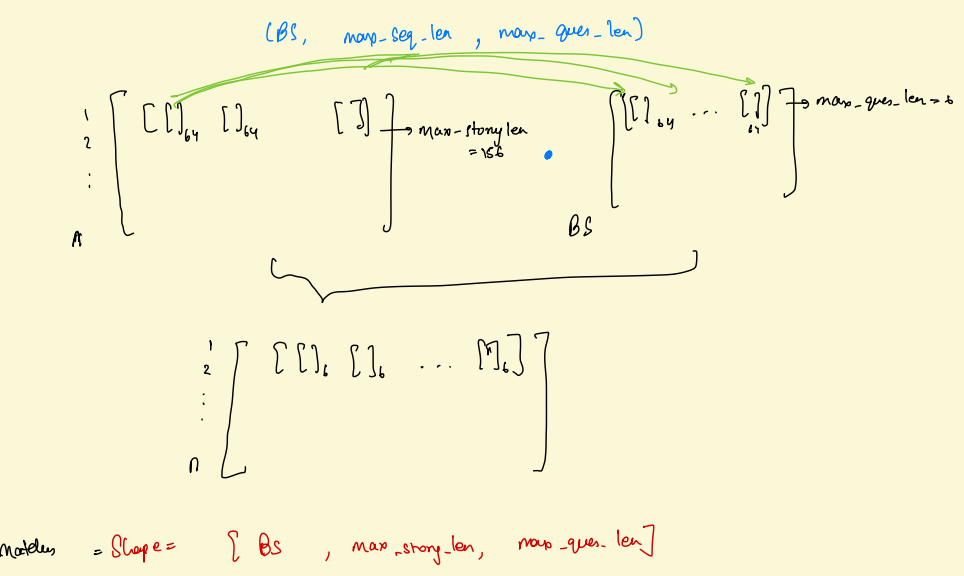 (BS, max_seq_len, max_ques_len)
1 [[]64 []64 []] → max_story len = 156
2
⋮
[[]64 ... []64] → max_ques_len = 6
BS
1
2 [[]6 []6 ... []6]
⋮
n
= Shape = [BS, max_story_len, max_ques_len]